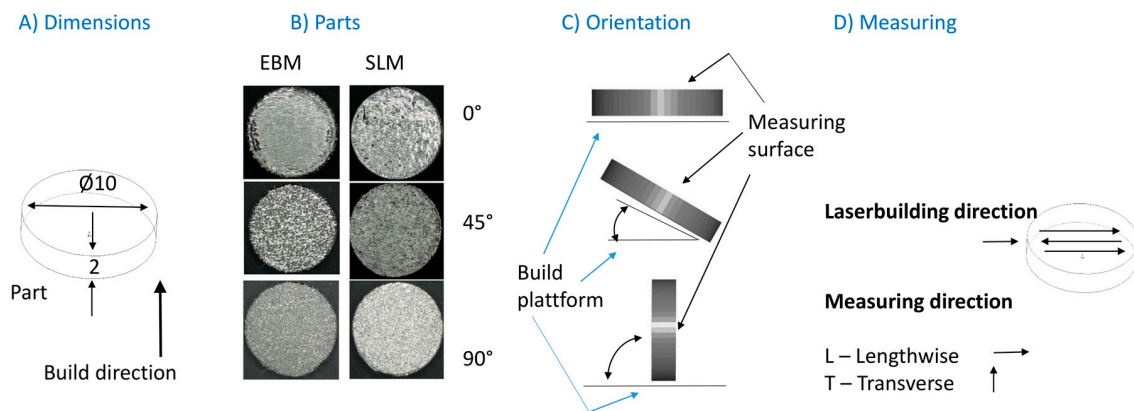 A) Dimensions
Ø10
2
Part
Build direction
B) Parts
EBM SLM
0°
45°
90°
C) Orientation
Measuring
surface
Build
plattform
D) Measuring
Laserbuilding direction
Measuring direction
L – Lengthwise
T – Transverse